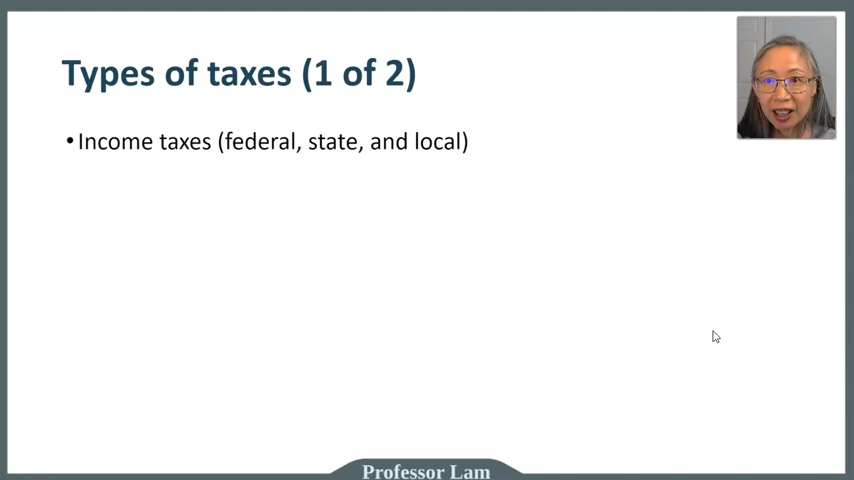 Types of taxes (1 of 2)
•Income taxes (federal, state, and local)
Professor Lam